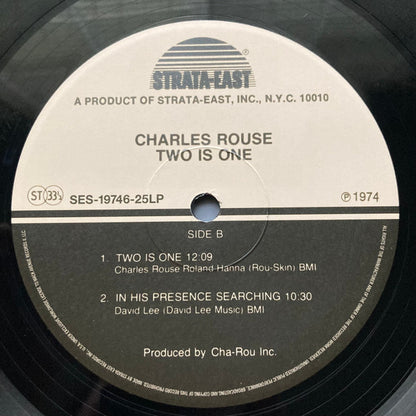 STRATA-EAST
®
A PRODUCT OF STRATA-EAST, INC., N.Y.C. 10010
CHARLES ROUSE
TWO IS ONE
ST 33⅓
SES-19746-25LP
℗ 1974
SIDE B
1. TWO IS ONE 12:09
Charles Rouse Roland Hanna (Rou-Skin) BMI
2. IN HIS PRESENCE SEARCHING 10:30
David Lee (David Lee Music) BMI
Produced by Cha-Rou Inc.